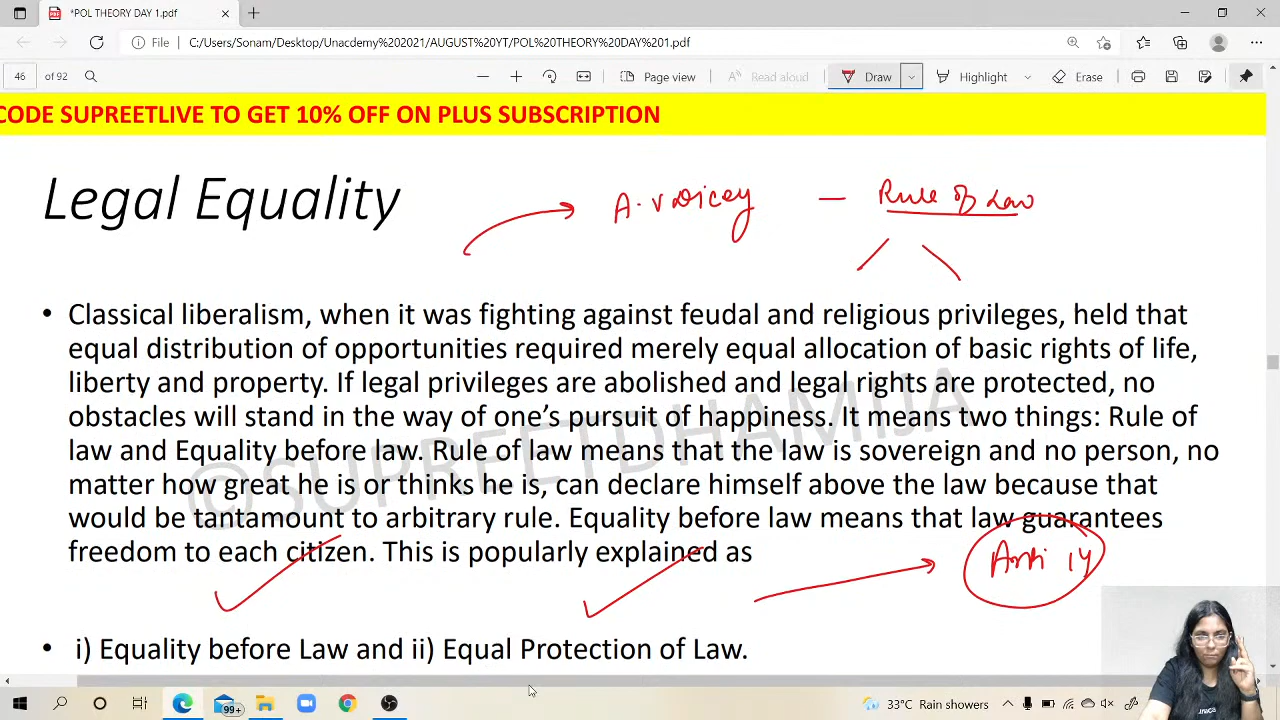 *POL THEORY DAY 1.pdf
File C:/Users/Sonam/Desktop/Unacdemy%202021/AUGUST%20YT/POL%20THEORY%20DAY%201.pdf
46 of 92 Page view Read aloud Draw Highlight Erase
CODE SUPREETLIVE TO GET 10% OFF ON PLUS SUBSCRIPTION
Legal Equality
A.V Dicey — Rule of Law
• Classical liberalism, when it was fighting against feudal and religious privileges, held that
equal distribution of opportunities required merely equal allocation of basic rights of life,
liberty and property. If legal privileges are abolished and legal rights are protected, no
obstacles will stand in the way of one’s pursuit of happiness. It means two things: Rule of
law and Equality before law. Rule of law means that the law is sovereign and no person, no
matter how great he is or thinks he is, can declare himself above the law because that
would be tantamount to arbitrary rule. Equality before law means that law guarantees
freedom to each citizen. This is popularly explained as
14
• i) Equality before Law and ii) Equal Protection of Law.
©SUPREETDHAMIJA
99+ 33°C Rain showers